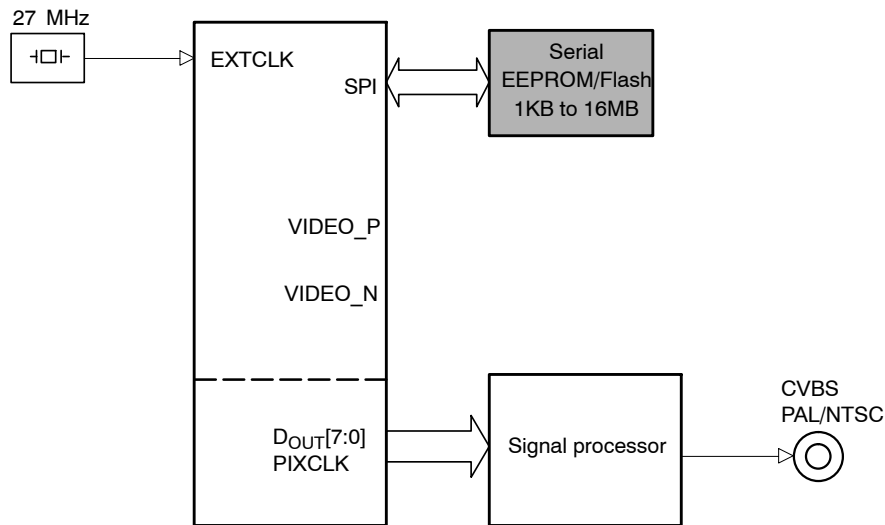 27 MHz
EXTCLK
SPI
Serial
EEPROM/Flash
1KB to 16MB
VIDEO_P
VIDEO_N
DOUT[7:0]
PIXCLK
Signal processor
CVBS
PAL/NTSC